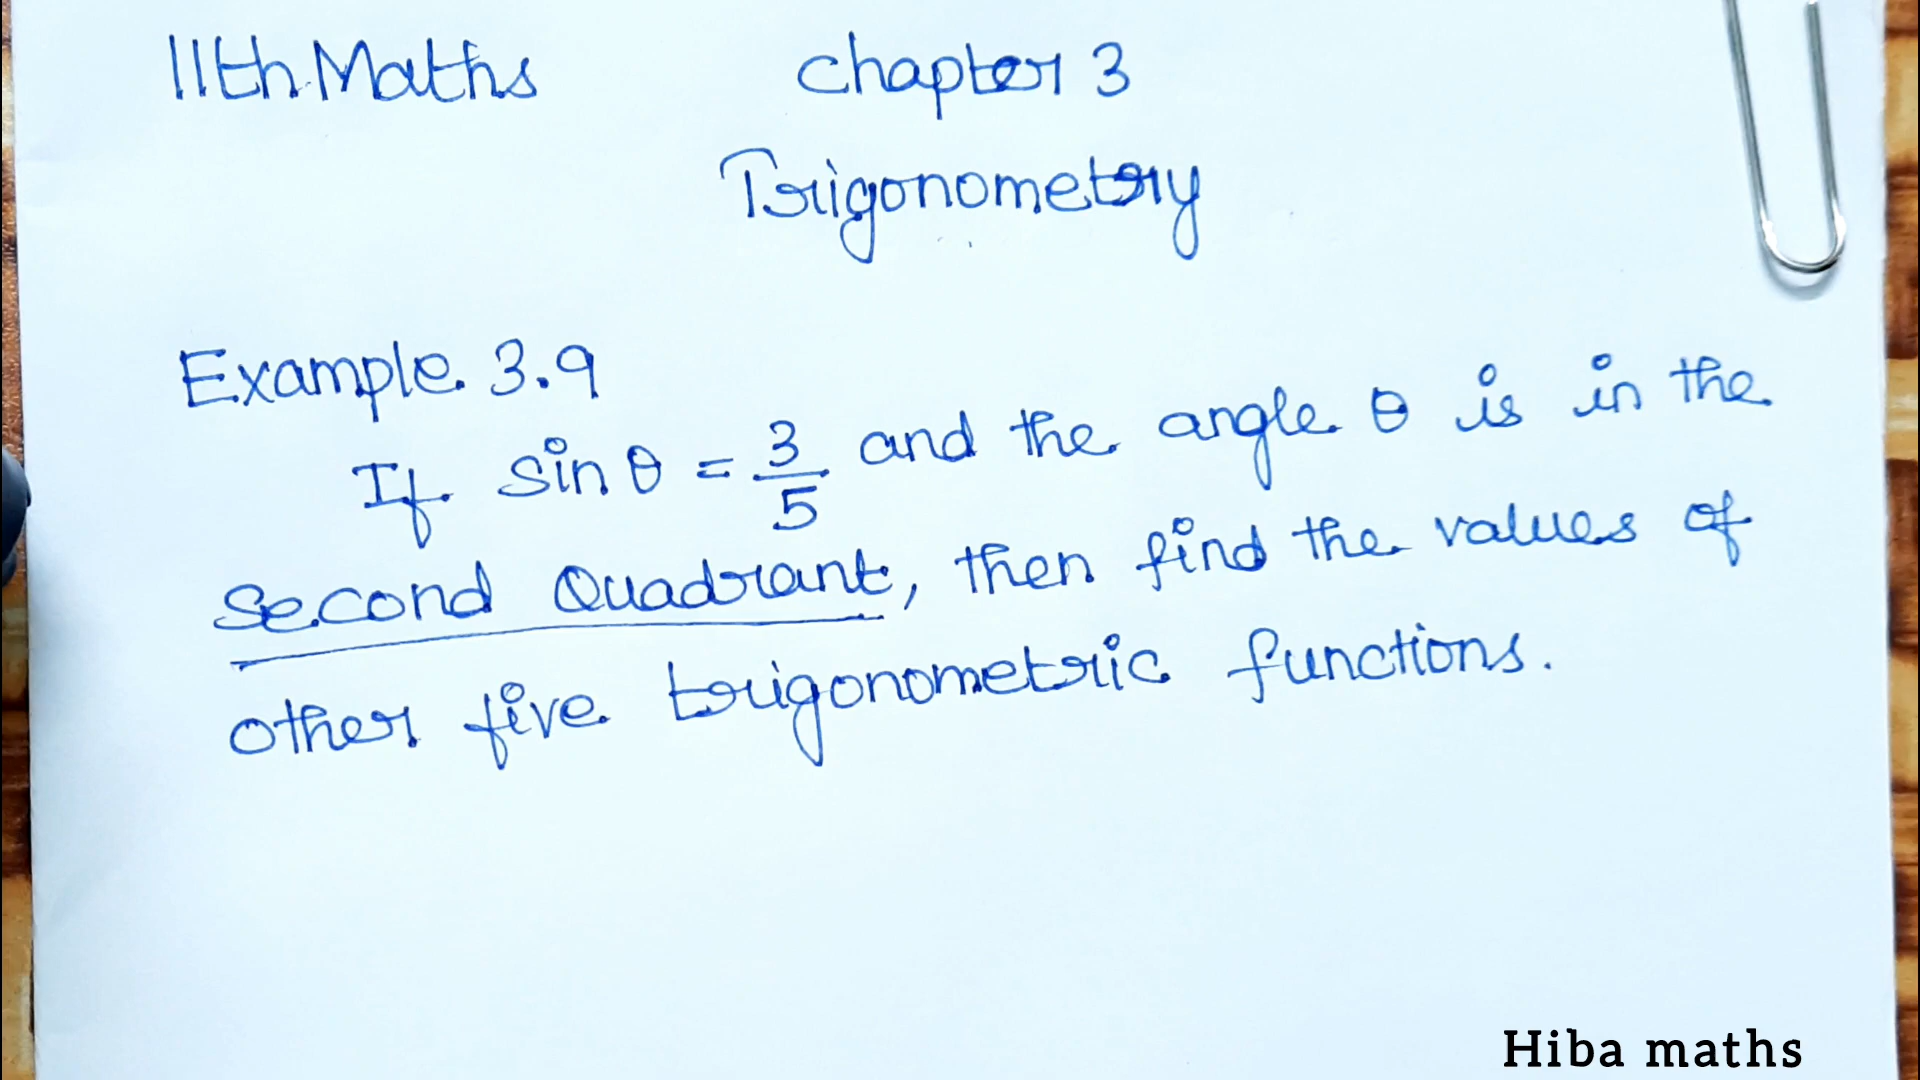 11th Maths chapter 3
Trigonometry
Example 3.9
If sin θ = 3/5 and the angle θ is in the
Second Quadrant, then find the values of
other five trigonometric functions.
Hiba maths